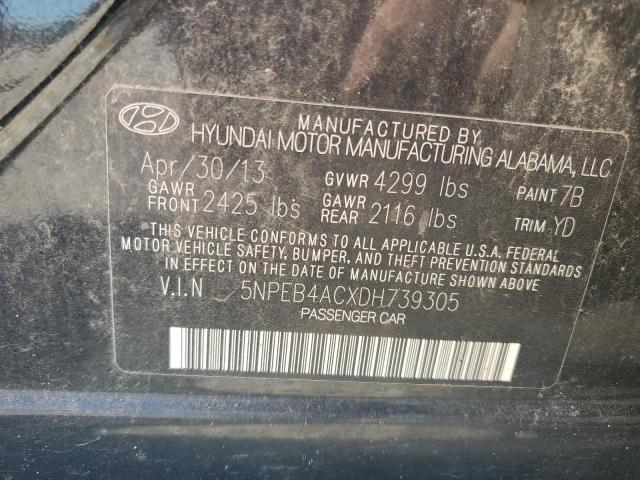 MANUFACTURED BY
HYUNDAI MOTOR MANUFACTURING ALABAMA, LLC
Apr/30/13 GVWR 4299 lbs PAINT 7B
GAWR FRONT 2425 lbs GAWR REAR 2116 lbs TRIM YD
THIS VEHICLE CONFORMS TO ALL APPLICABLE U.S.A. FEDERAL
MOTOR VEHICLE SAFETY, BUMPER, AND THEFT PREVENTION STANDARDS
IN EFFECT ON THE DATE OF MANUFACTURE SHOWN ABOVE
V.I.N 5NPEB4ACXDH739305
PASSENGER CAR